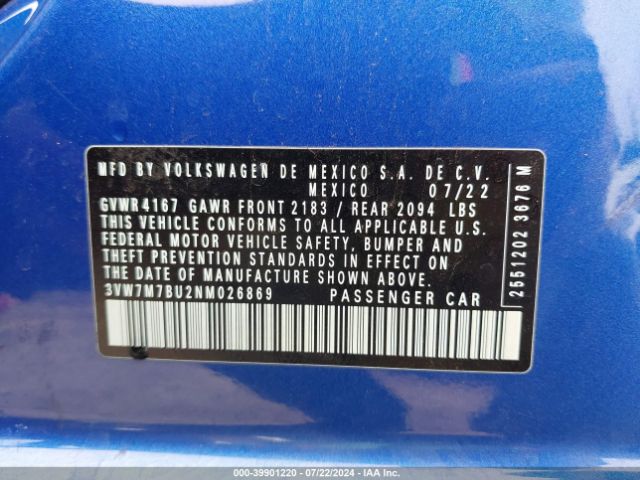 MFD BY VOLKSWAGEN DE MEXICO S.A. DE C.V.
MEXICO 07/22
GVWR 4167 GAWR FRONT 2183 / REAR 2094 LBS
THIS VEHICLE CONFORMS TO ALL APPLICABLE U.S.
FEDERAL MOTOR VEHICLE SAFETY, BUMPER AND
THEFT PREVENTION STANDARDS IN EFFECT ON
THE DATE OF MANUFACTURE SHOWN ABOVE.
3VW7M7BU2NM026869 PASSENGER CAR
2551202 3676 M
000-39901220 - 07/22/2024 - IAA Inc.